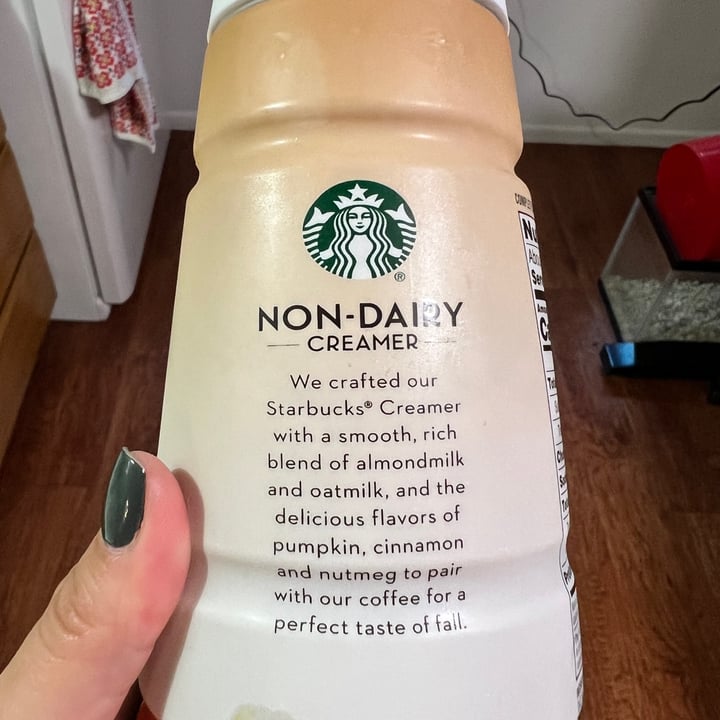 NON-DAIRY
CREAMER
We crafted our
Starbucks® Creamer
with a smooth, rich
blend of almondmilk
and oatmilk, and the
delicious flavors of
pumpkin, cinnamon
and nutmeg to pair
with our coffee for a
perfect taste of fall.